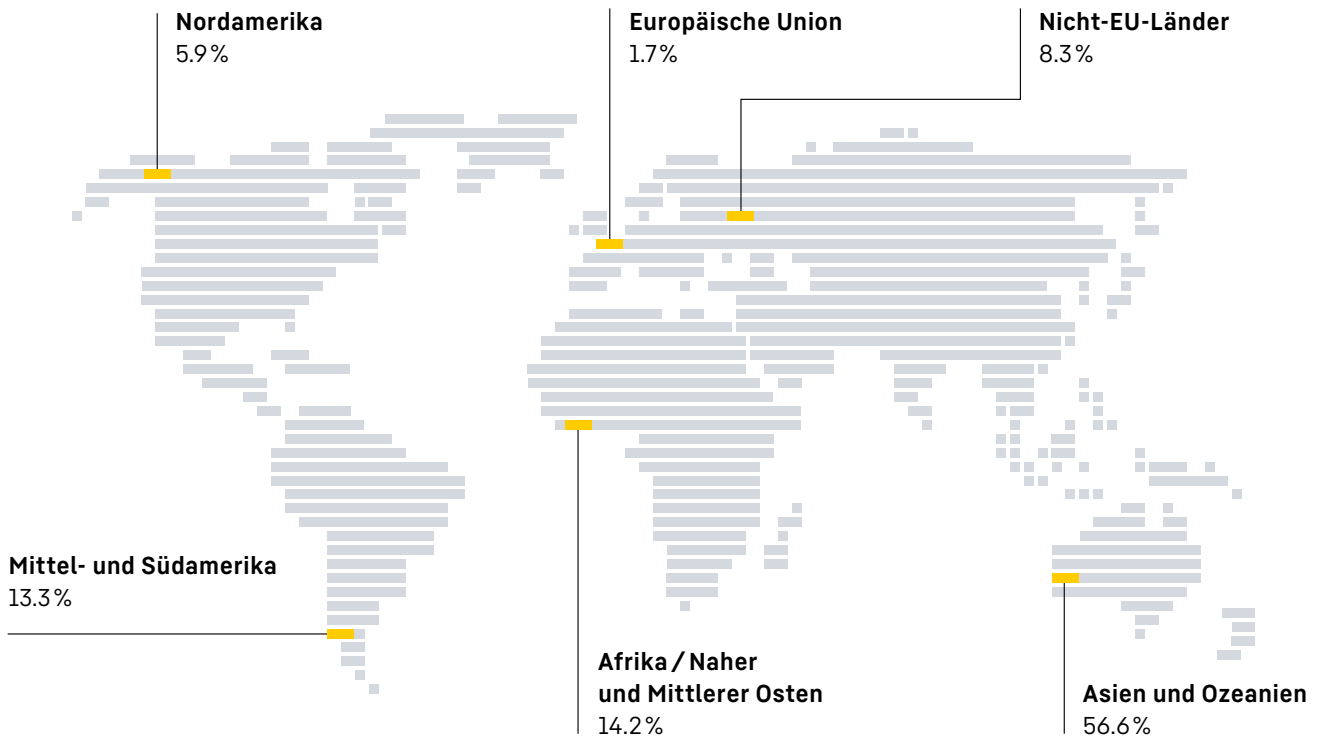 Nordamerika
5.9%
Europäische Union
1.7%
Nicht-EU-Länder
8.3%
Mittel- und Südamerika
13.3%
Afrika/Naher
und Mittlerer Osten
14.2%
Asien und Ozeanien
56.6%